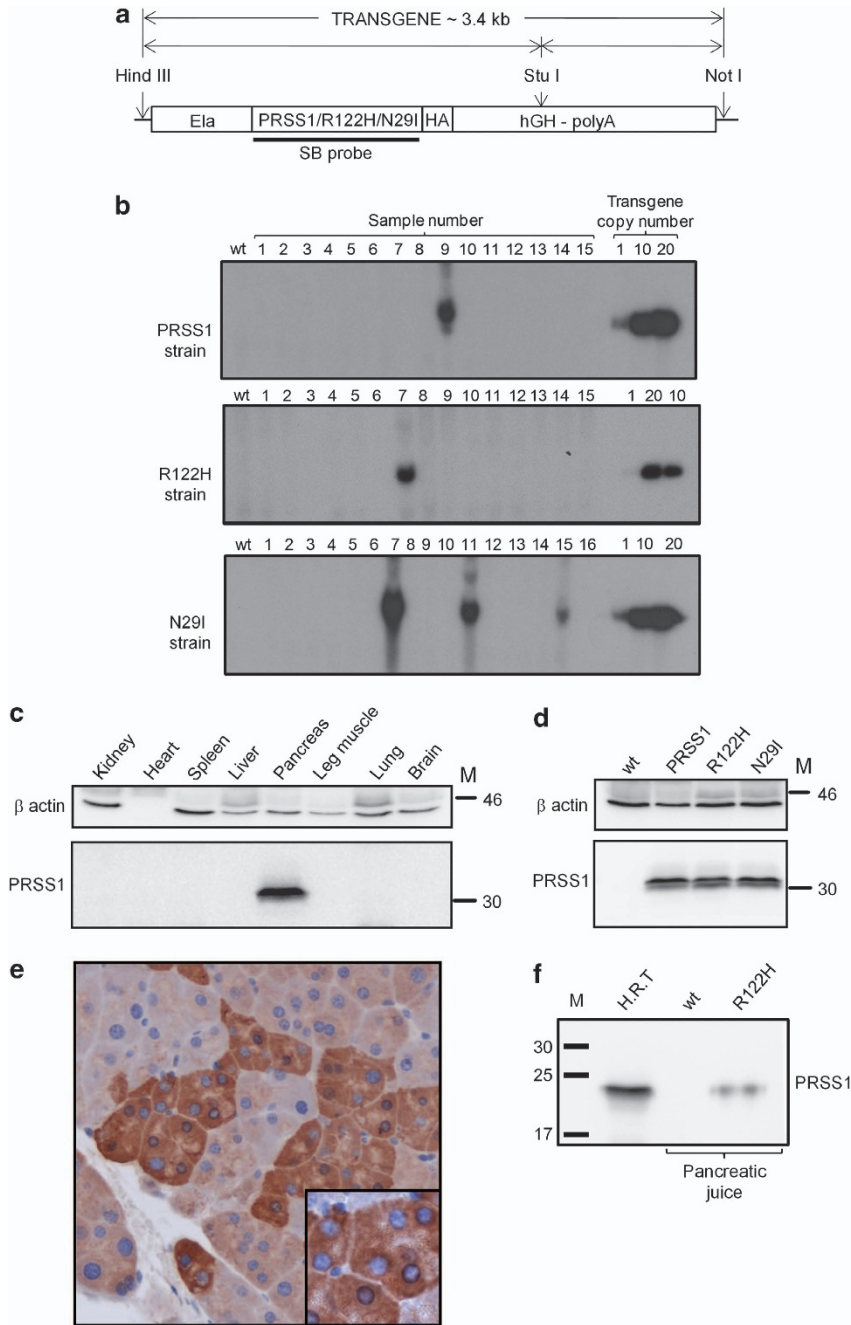 a
TRANSGENE ~ 3.4 kb
Hind III Stu I Not I
Ela PRSS1/R122H/N29I HA hGH - polyA
SB probe
b
Sample number Transgene copy number
wt 1 2 3 4 5 6 7 8 9 10 11 12 13 14 15 1 10 20
PRSS1 strain
wt 1 2 3 4 5 6 7 8 9 10 11 12 13 14 15 1 20 10
R122H strain
wt 1 2 3 4 5 6 7 8 9 10 11 12 13 14 15 16 1 10 20
N29I strain
c
Kidney Heart Spleen Liver Pancreas Leg muscle Lung Brain M
β actin 46
PRSS1 30
d
wt PRSS1 R122H N29I M
β actin 46
PRSS1 30
e
f
M H.R.T wt R122H
30
25 PRSS1
17
Pancreatic juice